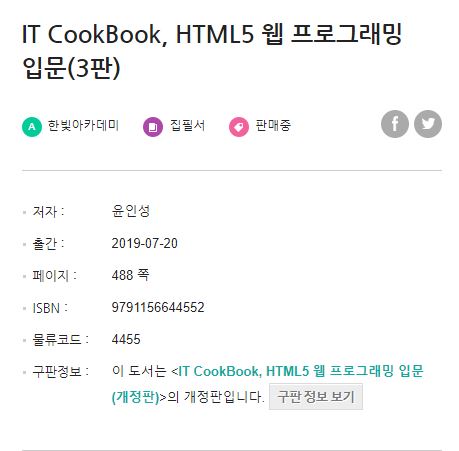 IT CookBook, HTML5 웹 프로그래밍
입문(3판)
A 한빛아카데미 집필서 판매중 f
저자 : 윤인성
출간 : 2019-07-20
페이지 : 488 쪽
ISBN : 9791156644552
물류코드 : 4455
구판정보 : 이 도서는 <IT CookBook, HTML5 웹 프로그래밍 입문
(개정판)>의 개정판입니다. 구판 정보 보기